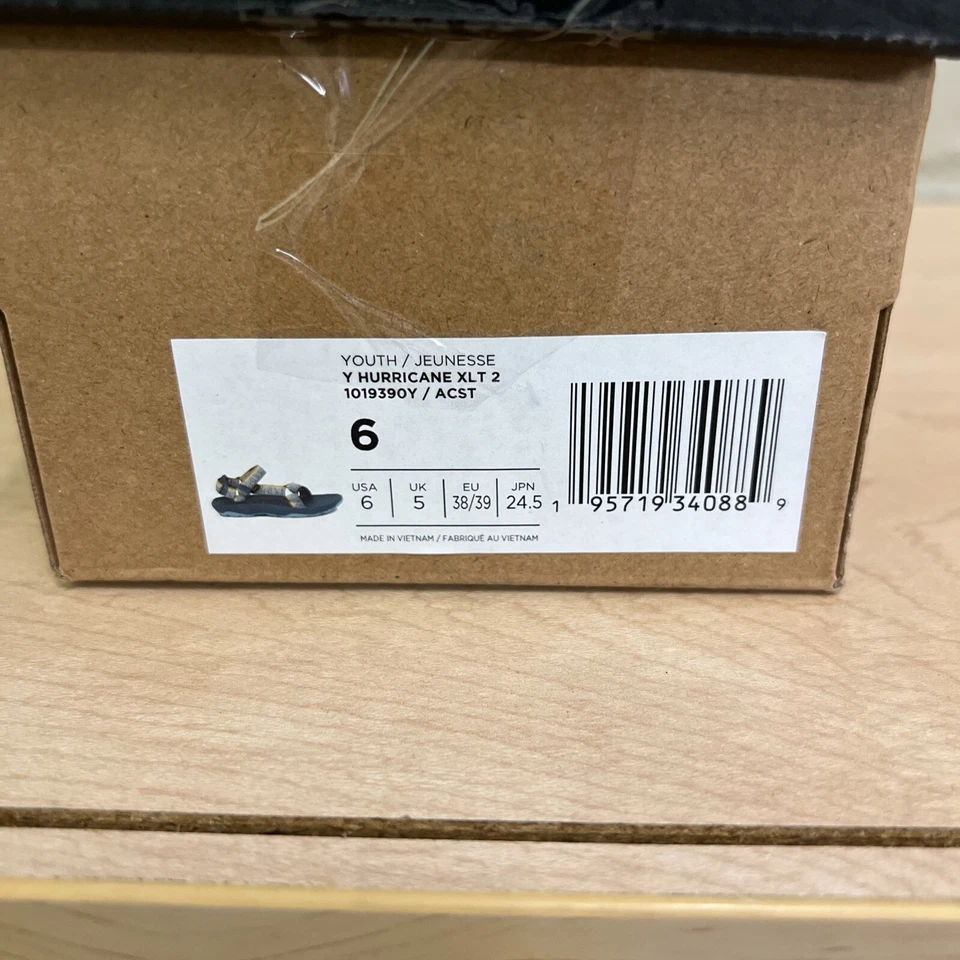 YOUTH / JEUNESSE
Y HURRICANE XLT 2
1019390Y / ACST
6
USA UK EU JPN
6 5 38/39 24.5
MADE IN VIETNAM / FABRIQUÉ AU VIETNAM
1 95719 34088 9